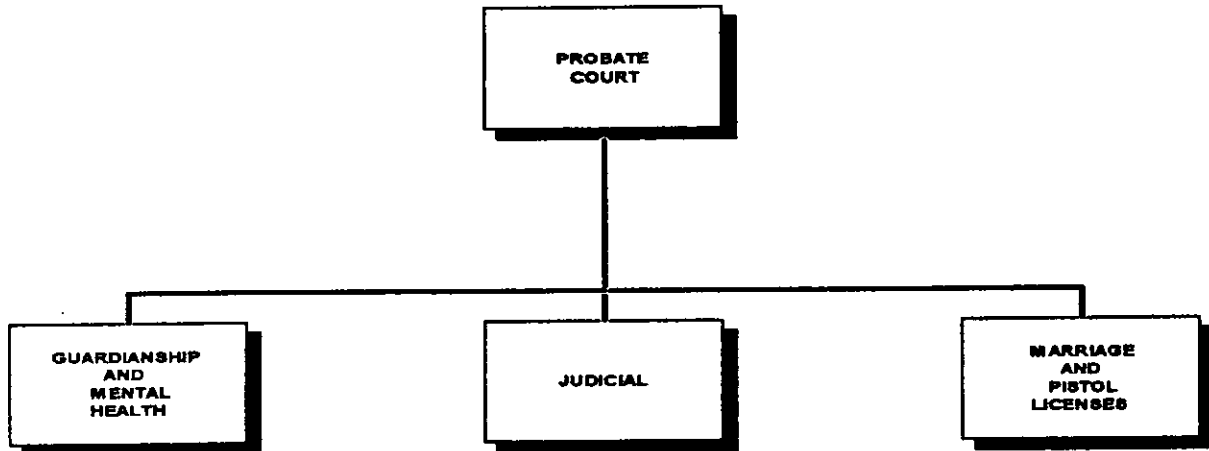 PROBATE
COURT
GUARDIANSHIP
AND
MENTAL
HEALTH
JUDICIAL
MARRIAGE
AND
PISTOL
LICENSES